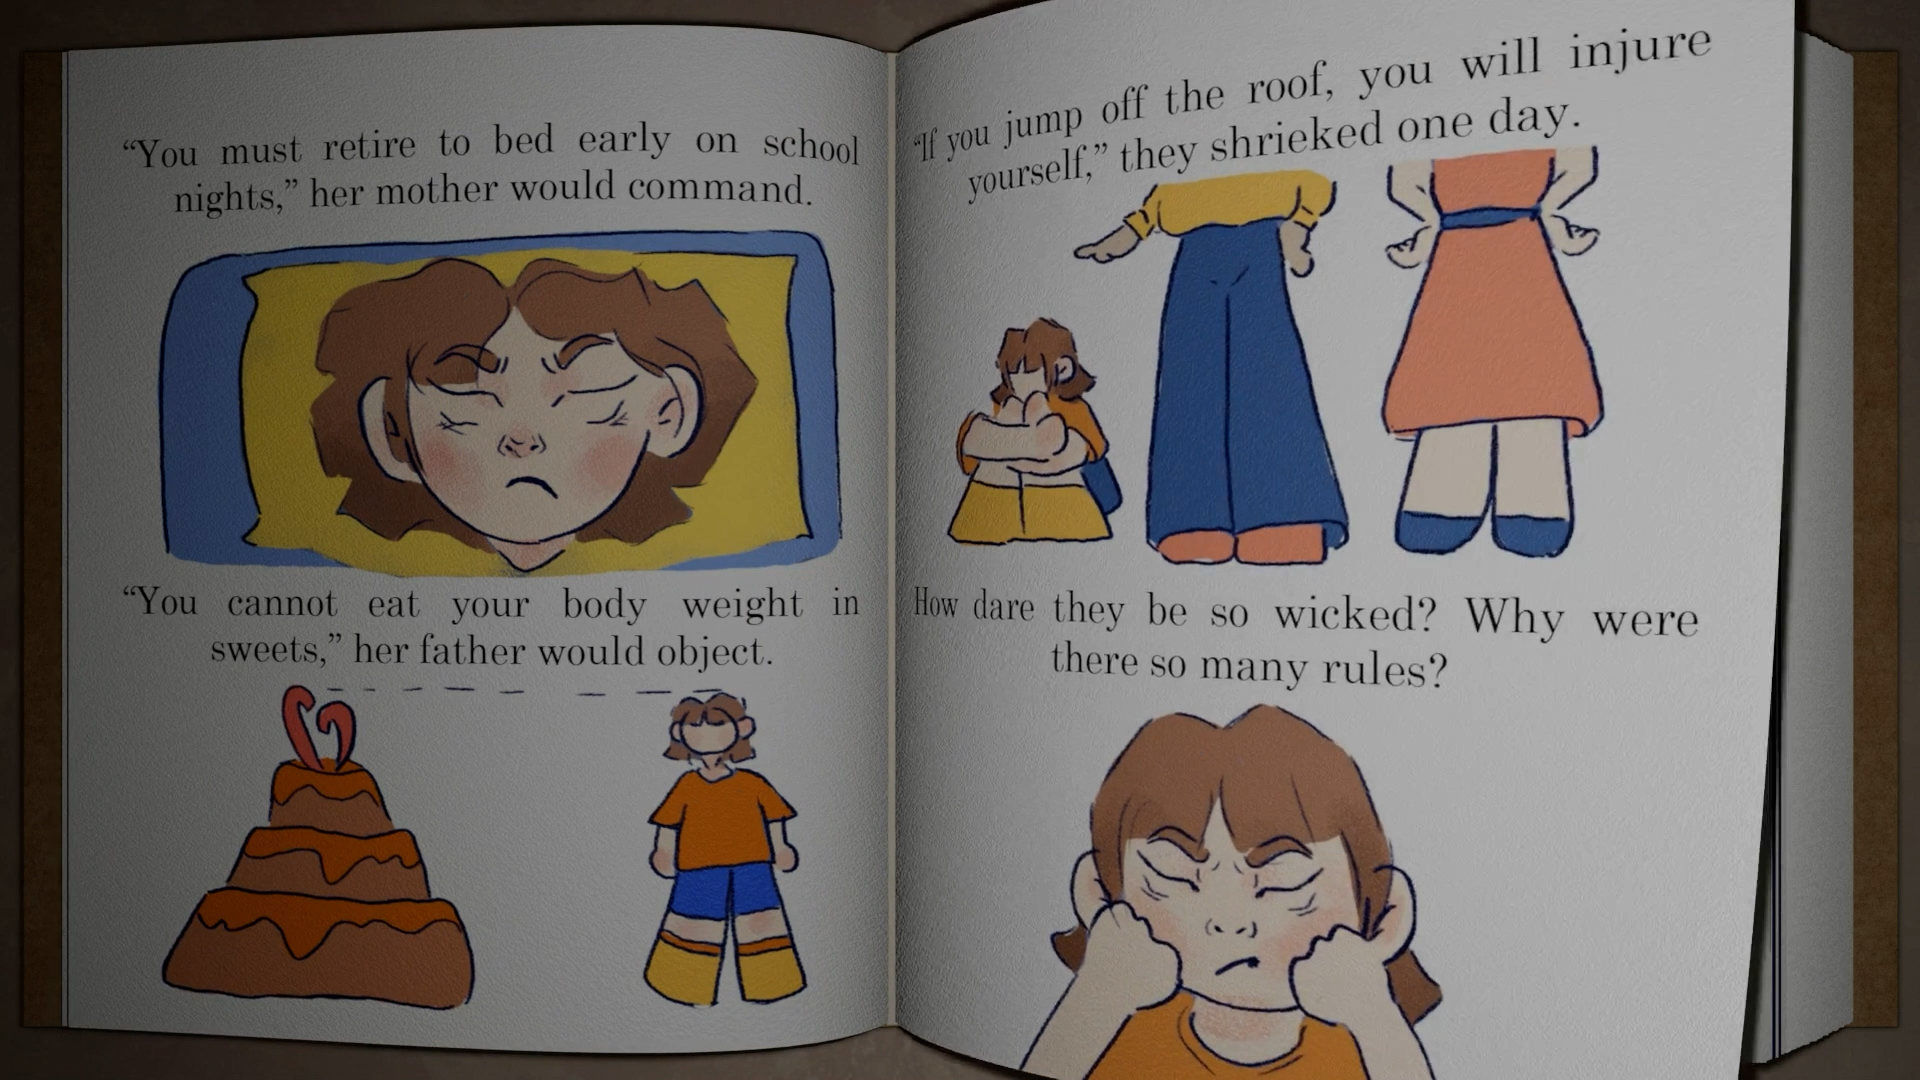 “You must retire to bed early on school
nights,” her mother would command.
“You cannot eat your body weight in
sweets,” her father would object.
“If you jump off the roof, you will injure
yourself,” they shrieked one day.
How dare they be so wicked? Why were
there so many rules?